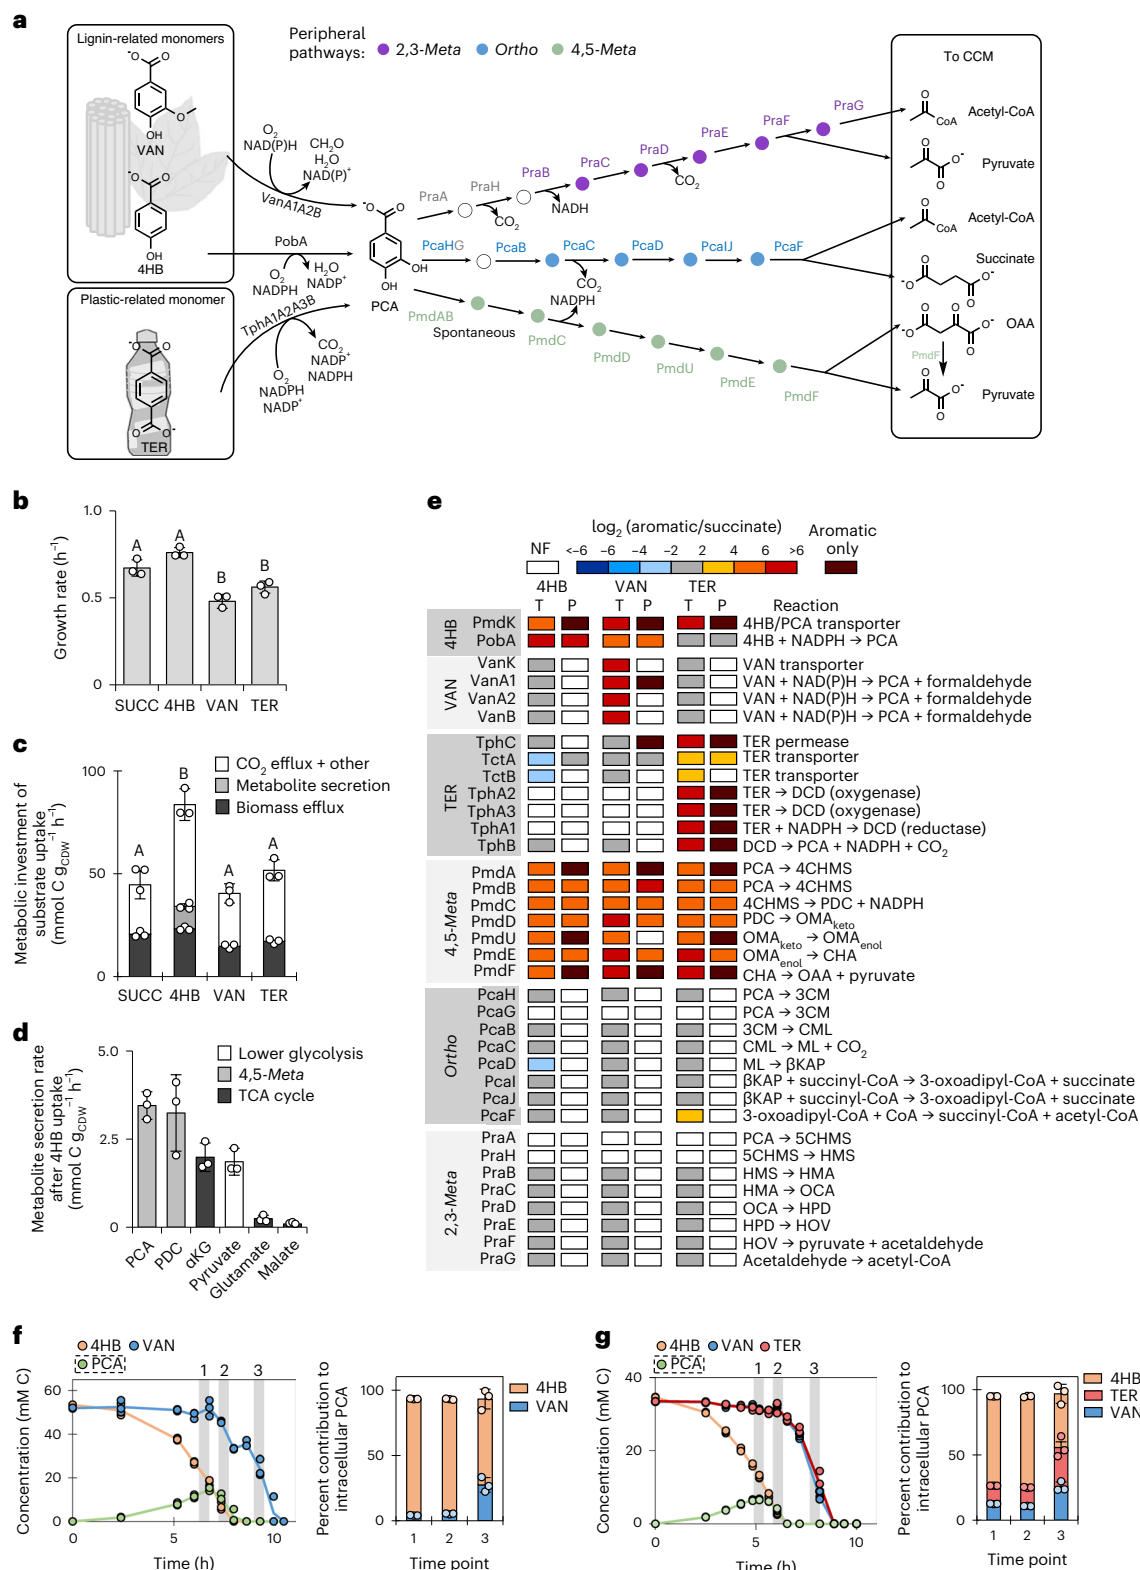 a
Lignin-related monomers
-O
O
O
OH
VAN
-O
O
OH
4HB
Plastic-related monomer
-O
O
O
O-
TER
Peripheral
pathways: 2,3-Meta Ortho 4,5-Meta
O2
NAD(P)H
CH2O
H2O
NAD(P)+
VanA1A2B
PobA
O2
NADPH
H2O
NADP+
TphA1A2A3B
O2
NADPH
NADP+
CO2
NADP+
NADPH
-O
O
OH
OH
PCA
PraA
PraH
CO2
PraB
NADH
PraC
PraD
CO2
PraE
PraF
PraG
PcaHG
PcaB
PcaC
CO2
PcaD
PcaIJ
PcaF
PmdAB
Spontaneous
NADPH
PmdC
PmdD
PmdU
PmdE
PmdF
To CCM
O
CoA
Acetyl-CoA
O
O-
O
Pyruvate
O
CoA
Acetyl-CoA
Succinate
O
-O
O-
O
O
O
-O
O-
O
OAA
PmdF
O
O-
O
Pyruvate
b
Growth rate (h−1)
1.0
0.5
0
A
A
B
B
SUCC 4HB VAN TER
c
Metabolic investment of
substrate uptake
(mmol C gCDW−1 h−1)
100
50
0
CO2 efflux + other
Metabolite secretion
Biomass efflux
A
B
A
A
SUCC 4HB VAN TER
d
Metabolite secretion rate
after 4HB uptake
(mmol C gCDW−1 h−1)
5.0
2.5
0
Lower glycolysis
4,5-Meta
TCA cycle
PCA
PDC
αKG
Pyruvate
Glutamate
Malate
e
log2 (aromatic/succinate)
Aromatic
only
NF
<−6 −6 −4 −2 2 4 6 >6
4HB VAN TER
T P T P T P Reaction
4HB
PmdK 4HB/PCA transporter
PobA 4HB + NADPH → PCA
VAN
VanK VAN transporter
VanA1 VAN + NAD(P)H → PCA + formaldehyde
VanA2 VAN + NAD(P)H → PCA + formaldehyde
VanB VAN + NAD(P)H → PCA + formaldehyde
TER
TphC TER permease
TctA TER transporter
TctB TER transporter
TphA2 TER → DCD (oxygenase)
TphA3 TER → DCD (oxygenase)
TphA1 TER + NADPH → DCD (reductase)
TphB DCD → PCA + NADPH + CO2
4,5-Meta
PmdA PCA → 4CHMS
PmdB PCA → 4CHMS
PmdC 4CHMS → PDC + NADPH
PmdD PDC → OMAketo
PmdU OMAketo → OMAenol
PmdE OMAenol → CHA
PmdF CHA → OAA + pyruvate
Ortho
PcaH PCA → 3CM
PcaG PCA → 3CM
PcaB 3CM → CML
PcaC CML → ML + CO2
PcaD ML → βKAP
PcaI βKAP + succinyl-CoA → 3-oxoadipyl-CoA + succinate
PcaJ βKAP + succinyl-CoA → 3-oxoadipyl-CoA + succinate
PcaF 3-oxoadipyl-CoA + CoA → succinyl-CoA + acetyl-CoA
2,3-Meta
PraA PCA → 5CHMS
PraH 5CHMS → HMS
PraB HMS → HMA
PraC HMA → OCA
PraD OCA → HPD
PraE HPD → HOV
PraF HOV → pyruvate + acetaldehyde
PraG Acetaldehyde → acetyl-CoA
f
4HB VAN
PCA
1 2 3
Concentration (mM C)
60
40
20
0
5 10
Time (h)
Percent contribution to
intracellular PCA
100
50
0
1 2 3
Time point
4HB
VAN
g
4HB VAN TER
PCA
1 2 3
Concentration (mM C)
40
20
0
0 5 10
Time (h)
Percent contribution to
intracellular PCA
100
50
0
1 2 3
Time point
4HB
TER
VAN